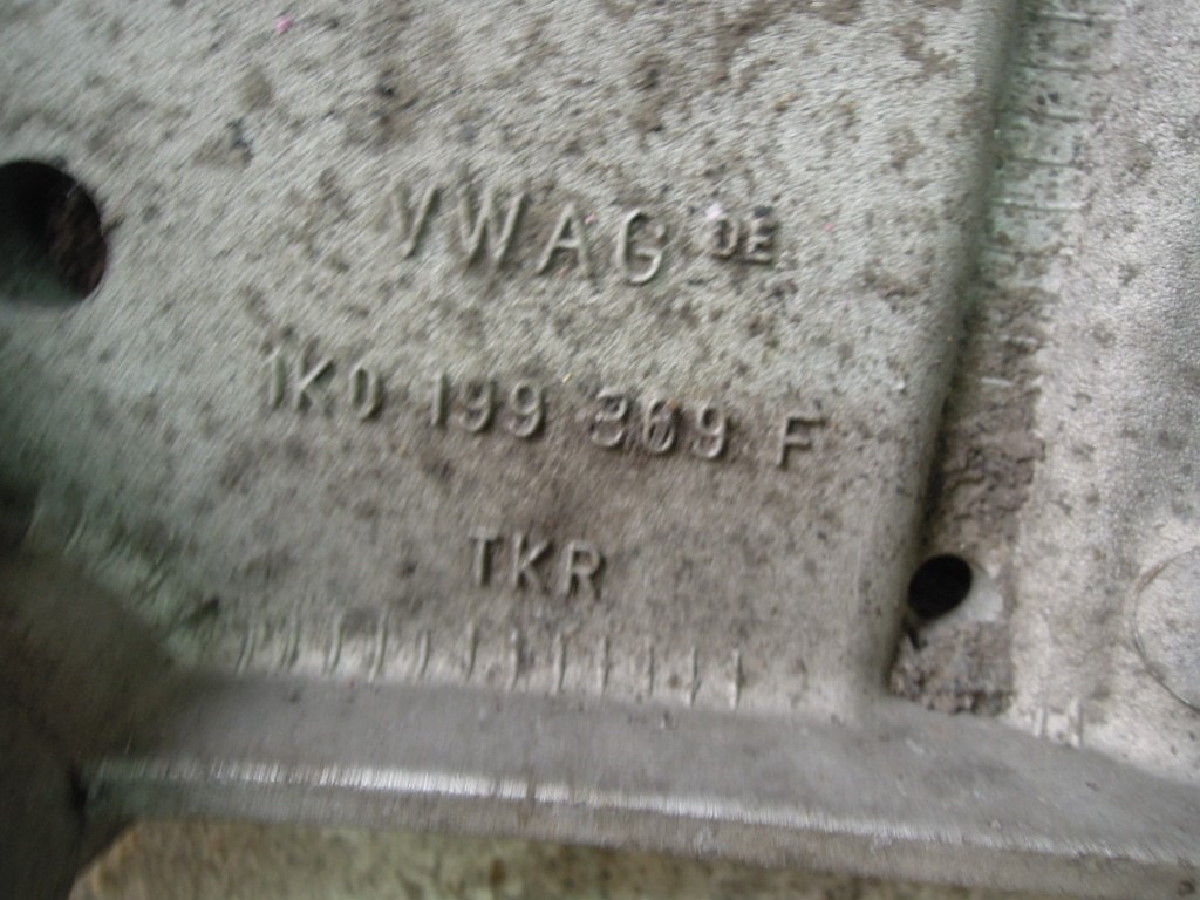 VWAG DE
1K0 199 369 F
TKR